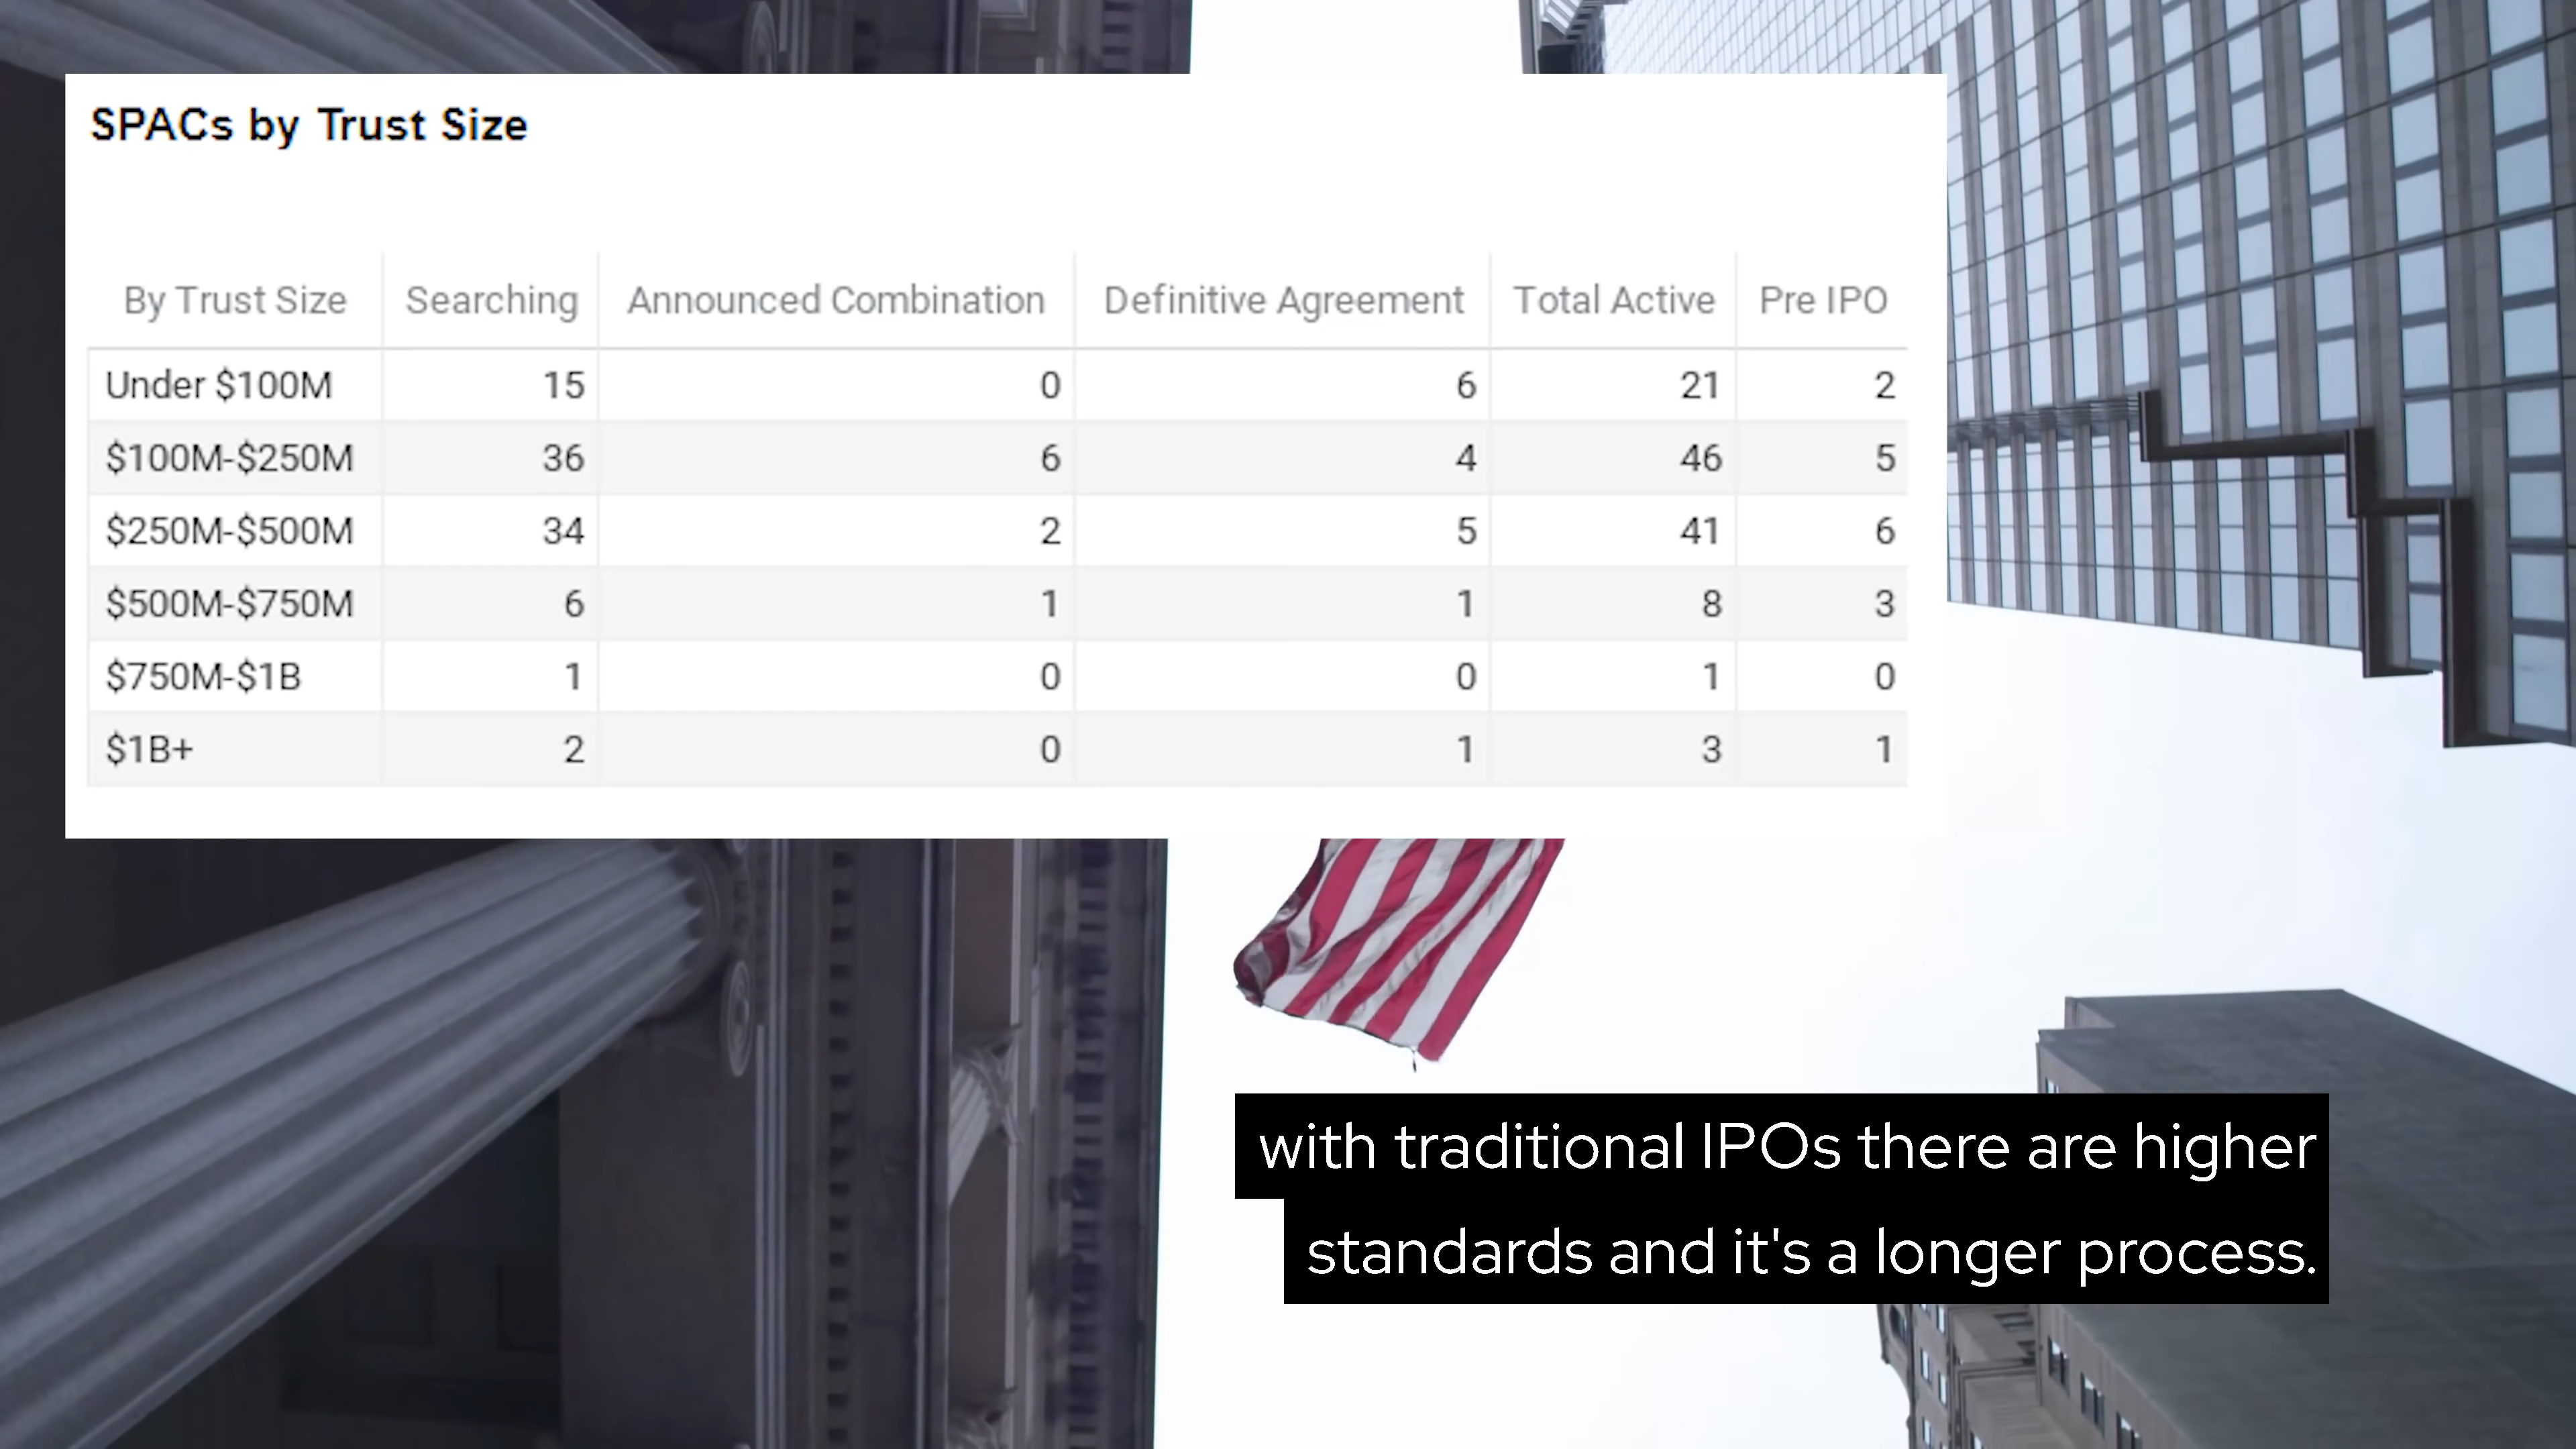 SPACs by Trust Size
By Trust Size Searching Announced Combination Definitive Agreement Total Active Pre IPO
Under $100M 15 0 6 21 2
$100M-$250M 36 6 4 46 5
$250M-$500M 34 2 5 41 6
$500M-$750M 6 1 1 8 3
$750M-$1B 1 0 0 1 0
$1B+ 2 0 1 3 1
with traditional IPOs there are higher
standards and it's a longer process.